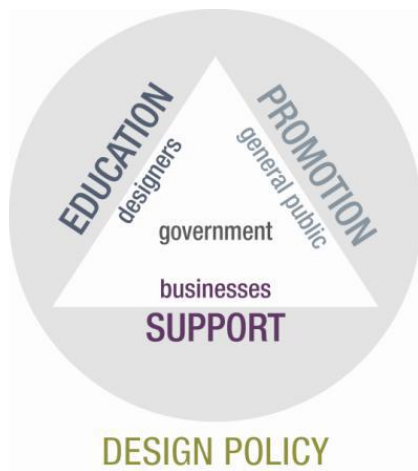 EDUCATION
designers
PROMOTION
general public
government
businesses
SUPPORT
DESIGN POLICY